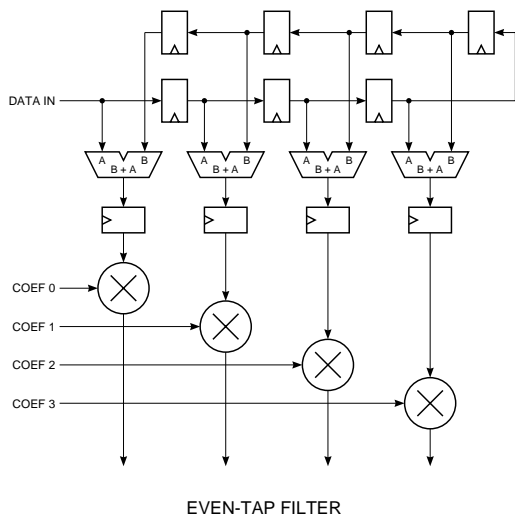 DATA IN
A B A B A B A B
B + A B + A B + A B + A
COEF 0
COEF 1
COEF 2
COEF 3
EVEN-TAP FILTER